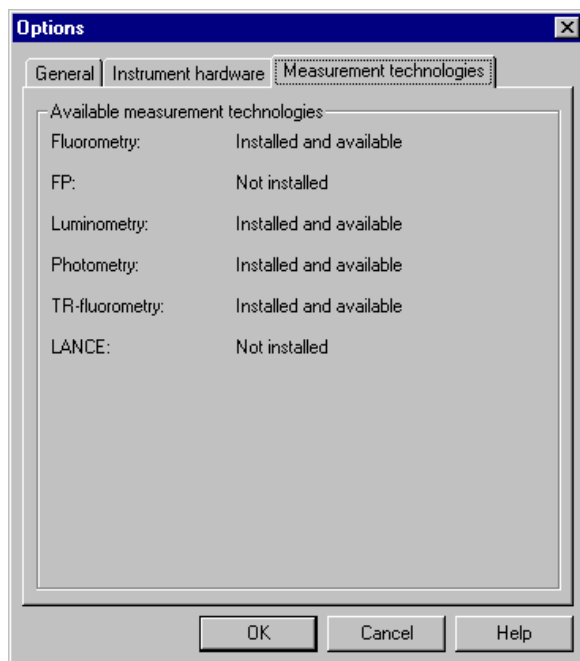 Options
General Instrument hardware Measurement technologies
Available measurement technologies
Fluorometry: Installed and available
FP: Not installed
Luminometry: Installed and available
Photometry: Installed and available
TR-fluorometry: Installed and available
LANCE: Not installed
OK Cancel Help